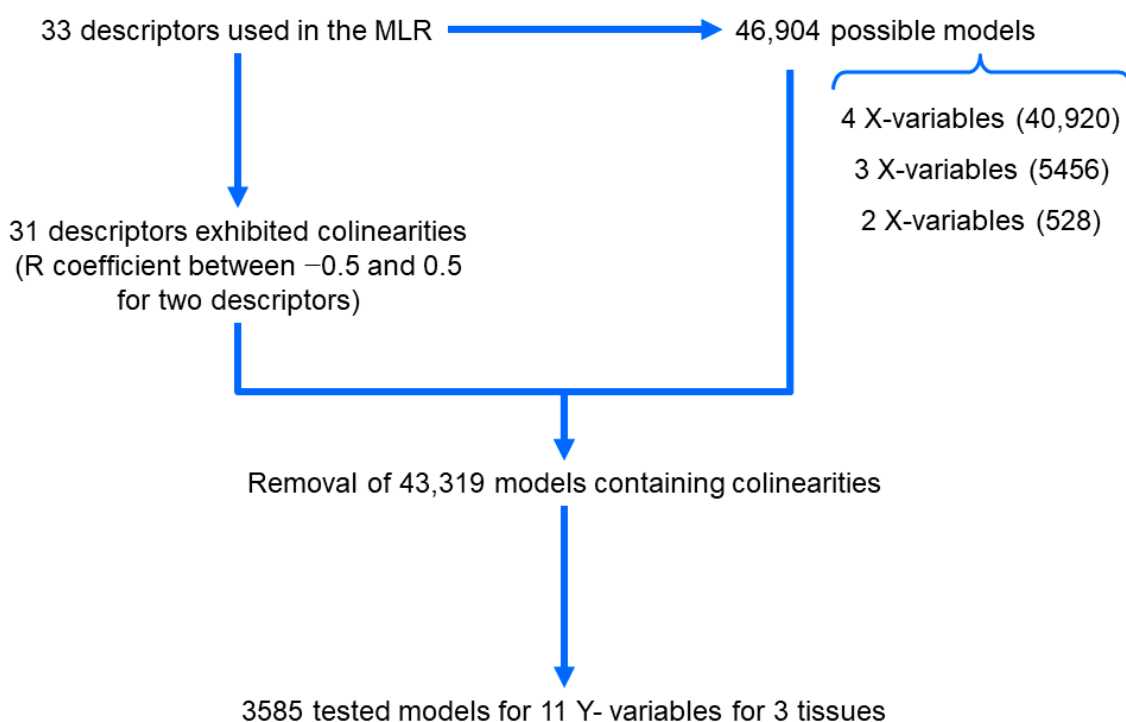 33 descriptors used in the MLR
46,904 possible models
4 X-variables (40,920)
3 X-variables (5456)
2 X-variables (528)
31 descriptors exhibited colinearities
(R coefficient between −0.5 and 0.5
for two descriptors)
Removal of 43,319 models containing colinearities
3585 tested models for 11 Y- variables for 3 tissues